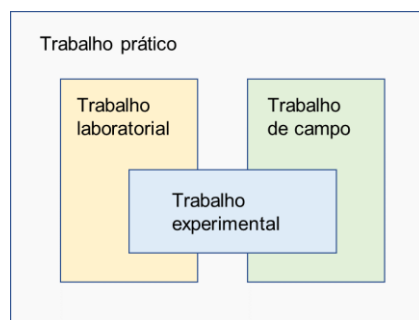 Trabalho prático
Trabalho
laboratorial
Trabalho
de campo
Trabalho
experimental